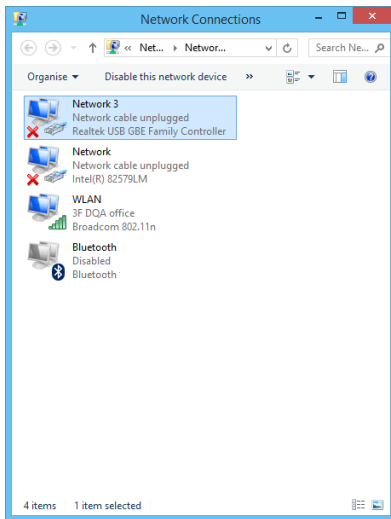 Network Connections
« Net... Networ...
Search Ne...
Organise
Disable this network device
»
Network 3
Network cable unplugged
Realtek USB GBE Family Controller
Network
Network cable unplugged
Intel(R) 82579LM
WLAN
3F DQA office
Broadcom 802.11n
Bluetooth
Disabled
Bluetooth
4 items 1 item selected